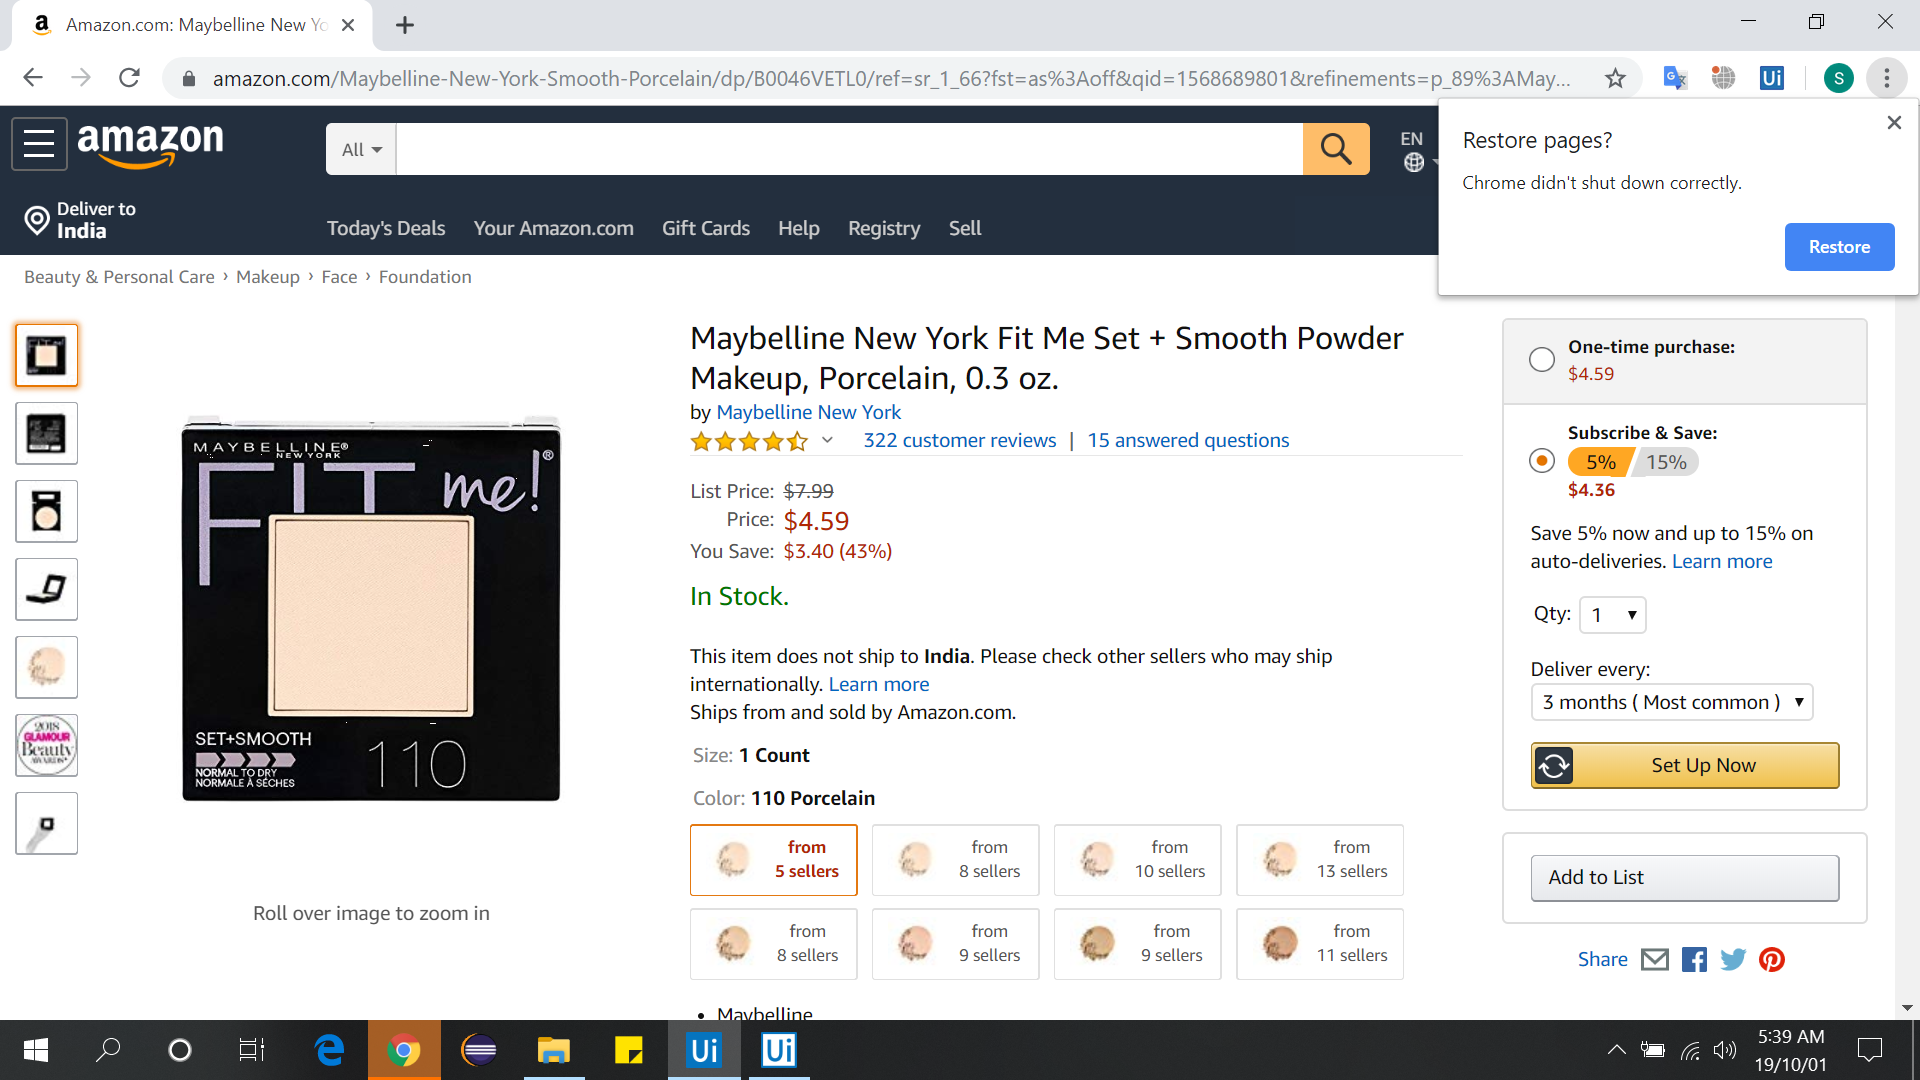 Amazon.com: Maybelline New Yo
amazon.com/Maybelline-New-York-Smooth-Porcelain/dp/B0046VETL0/ref=sr_1_66?fst=as%3Aoff&qid=1568689801&refinements=p_89%3AMay...
Ui
S
Restore pages?
Chrome didn't shut down correctly.
Restore
amazon
All
EN
Deliver to
India
Today's Deals
Your Amazon.com
Gift Cards
Help
Registry
Sell
Beauty & Personal Care › Makeup › Face › Foundation
MAYBELLINE®
NEW YORK
FIT me!®
SET+SMOOTH
NORMAL TO DRY
NORMALE À SÈCHES
110
2018
GLAMOUR
Beauty
AWARDS
Roll over image to zoom in
Maybelline New York Fit Me Set + Smooth Powder
Makeup, Porcelain, 0.3 oz.
by Maybelline New York
322 customer reviews | 15 answered questions
List Price: $7.99
Price: $4.59
You Save: $3.40 (43%)
In Stock.
This item does not ship to India. Please check other sellers who may ship
internationally. Learn more
Ships from and sold by Amazon.com.
Size: 1 Count
Color: 110 Porcelain
from
5 sellers
from
8 sellers
from
10 sellers
from
13 sellers
from
8 sellers
from
9 sellers
from
9 sellers
from
11 sellers
• Maybelline
One-time purchase:
$4.59
Subscribe & Save:
5% 15%
$4.36
Save 5% now and up to 15% on
auto-deliveries. Learn more
Qty: 1
Deliver every:
3 months ( Most common )
Set Up Now
Add to List
Share
Ui
Ui
5:39 AM
19/10/01